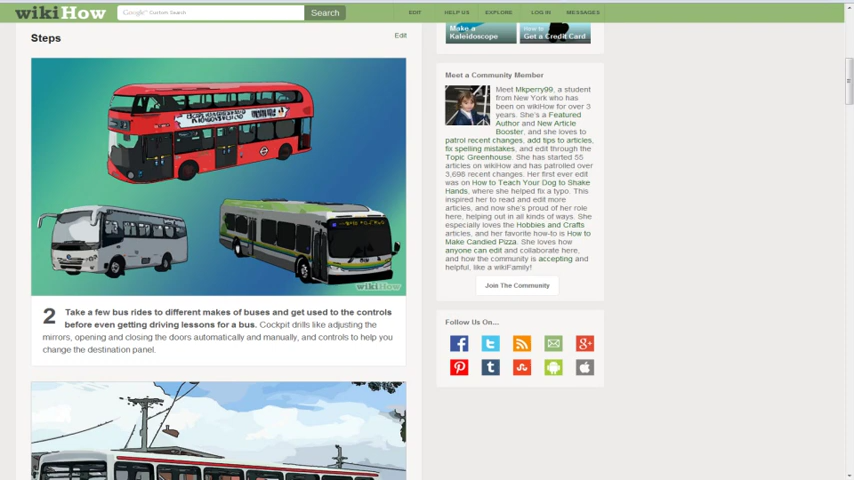 wikiHow
Google™ Custom Search
Search
EDIT
HELP US
EXPLORE
LOG IN
MESSAGES
Steps
Edit
wikiHow
2
Take a few bus rides to different makes of buses and get used to the controls
before even getting driving lessons for a bus. Cockpit drills like adjusting the
mirrors, opening and closing the doors automatically and manually, and controls to help you
change the destination panel.
Make a
Kaleidoscope
How to
Get a Credit Card
Meet a Community Member
Meet Mkperry99, a student
from New York who has
been on wikiHow for over 3
years. She's a Featured
Author and New Article
Booster, and she loves to
patrol recent changes, add tips to articles,
fix spelling mistakes, and edit through the
Topic Greenhouse. She has started 55
articles on wikiHow and has patrolled over
3,698 recent changes. Her first ever edit
was on How to Teach Your Dog to Shake
Hands, where she helped fix a typo. This
inspired her to read and edit more
articles, and now she's proud of her role
here, helping out in all kinds of ways. She
especially loves the Hobbies and Crafts
articles, and her favorite how-to is How to
Make Candied Pizza. She loves how
anyone can edit and collaborate here,
and how the community is accepting and
helpful, like a wikiFamily!
Join The Community
Follow Us On...